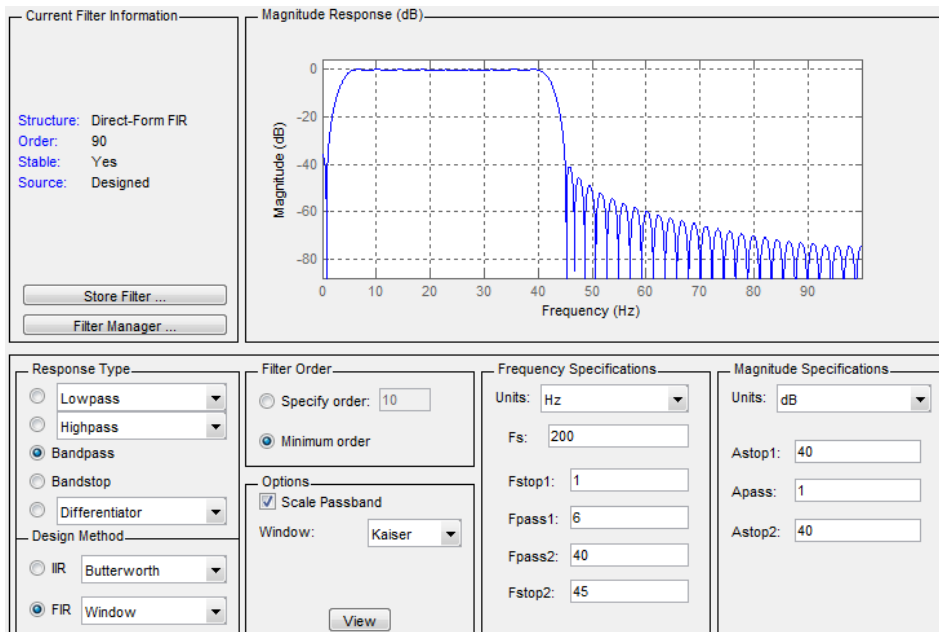 Current Filter Information
Structure: Direct-Form FIR
Order: 90
Stable: Yes
Source: Designed
Store Filter ...
Filter Manager ...
Magnitude Response (dB)
0
-20
-40
-60
-80
Magnitude (dB)
0 10 20 30 40 50 60 70 80 90
Frequency (Hz)
Response Type
Lowpass
Highpass
Bandpass
Bandstop
Differentiator
Design Method
IIR Butterworth
FIR Window
Filter Order
Specify order: 10
Minimum order
Options
Scale Passband
Window: Kaiser
View
Frequency Specifications
Units: Hz
Fs: 200
Fstop1: 1
Fpass1: 6
Fpass2: 40
Fstop2: 45
Magnitude Specifications
Units: dB
Astop1: 40
Apass: 1
Astop2: 40